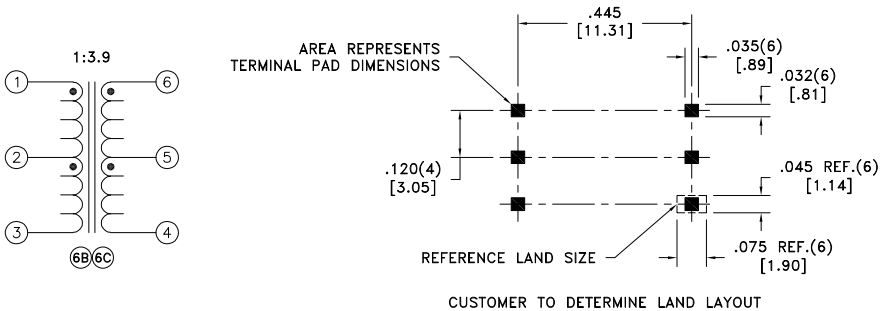 1:3.9
1
2
3
6
5
4
6B 6C
.445
[11.31]
AREA REPRESENTS
TERMINAL PAD DIMENSIONS
.035(6)
[.89]
.032(6)
[.81]
.120(4)
[3.05]
.045 REF.(6)
[1.14]
REFERENCE LAND SIZE
.075 REF.(6)
[1.90]
CUSTOMER TO DETERMINE LAND LAYOUT